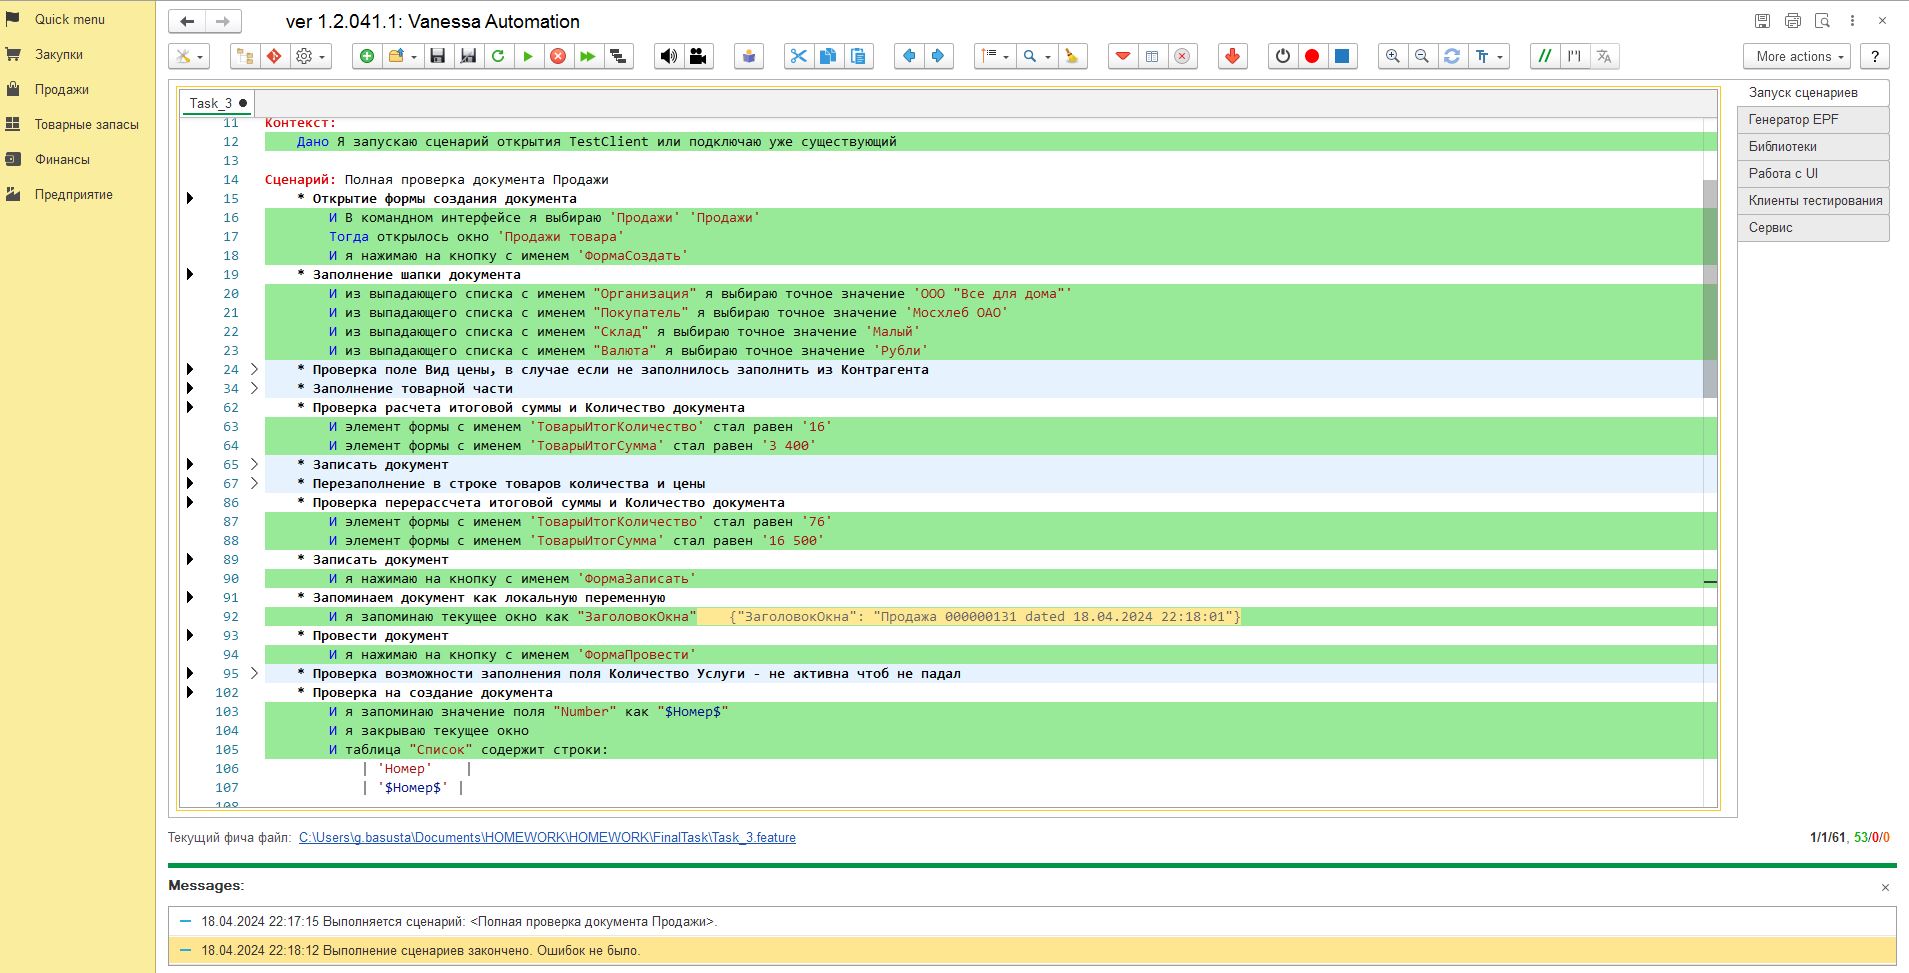 Quick menu
Закупки
Продажи
Товарные запасы
Финансы
Предприятие
ver 1.2.041.1: Vanessa Automation
More actions
?
Task_3
11 Контекст:
12 Дано Я запускаю сценарий открытия TestClient или подключаю уже существующий
13
14 Сценарий: Полная проверка документа Продажи
15 * Открытие формы создания документа
16 И В командном интерфейсе я выбираю 'Продажи' 'Продажи'
17 Тогда открылось окно 'Продажи товара'
18 И я нажимаю на кнопку с именем 'ФормаСоздать'
19 * Заполнение шапки документа
20 И из выпадающего списка с именем "Организация" я выбираю точное значение 'ООО "Все для дома"'
21 И из выпадающего списка с именем "Покупатель" я выбираю точное значение 'Мосхлеб ОАО'
22 И из выпадающего списка с именем "Склад" я выбираю точное значение 'Малый'
23 И из выпадающего списка с именем "Валюта" я выбираю точное значение 'Рубли'
24 * Проверка поле Вид цены, в случае если не заполнилось заполнить из Контрагента
34 * Заполнение товарной части
62 * Проверка расчета итоговой суммы и Количество документа
63 И элемент формы с именем 'ТоварыИтогКоличество' стал равен '16'
64 И элемент формы с именем 'ТоварыИтогСумма' стал равен '3 400'
65 * Записать документ
67 * Перезаполнение в строке товаров количества и цены
86 * Проверка перерассчета итоговой суммы и Количество документа
87 И элемент формы с именем 'ТоварыИтогКоличество' стал равен '76'
88 И элемент формы с именем 'ТоварыИтогСумма' стал равен '16 500'
89 * Записать документ
90 И я нажимаю на кнопку с именем 'ФормаЗаписать'
91 * Запоминаем документ как локальную переменную
92 И я запоминаю текущее окно как "ЗаголовокОкна" {"ЗаголовокОкна": "Продажа 000000131 dated 18.04.2024 22:18:01"}
93 * Провести документ
94 И я нажимаю на кнопку с именем 'ФормаПровести'
95 * Проверка возможности заполнения поля Количество Услуги - не активна чтоб не падал
102 * Проверка на создание документа
103 И я запоминаю значение поля "Number" как "$Номер$"
104 И я закрываю текущее окно
105 И таблица "Список" содержит строки:
106 | 'Номер' |
107 | '$Номер$' |
108
Запуск сценариев
Генератор EPF
Библиотеки
Работа с UI
Клиенты тестирования
Сервис
Текущий фича файл: C:\Users\g.basusta\Documents\HOMEWORK\HOMEWORK\FinalTask\Task_3.feature
1/1/61, 53/0/0
Messages:
18.04.2024 22:17:15 Выполняется сценарий: <Полная проверка документа Продажи>.
18.04.2024 22:18:12 Выполнение сценариев закончено. Ошибок не было.